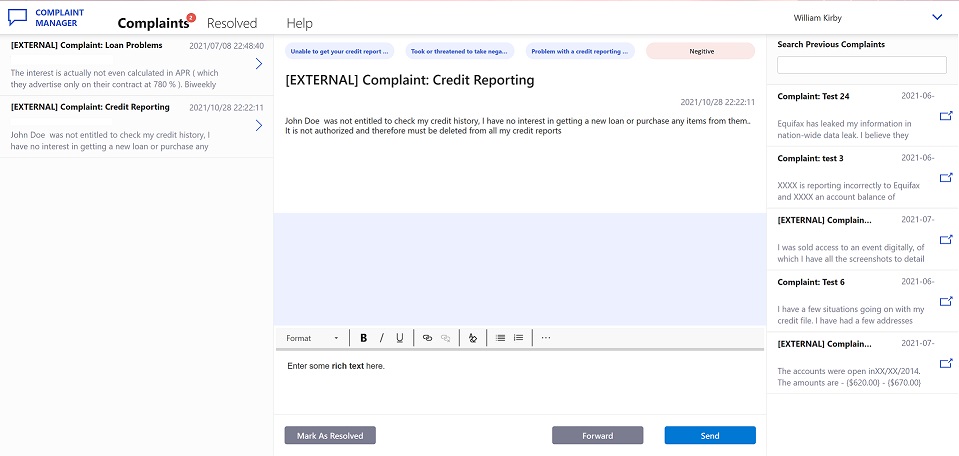 COMPLAINT
MANAGER
Complaints
2
Resolved
Help
William Kirby
[EXTERNAL] Complaint: Loan Problems
2021/07/08 22:48:40
The interest is actually not even calculated in APR ( which
they advertise only on their contract at 780 % ). Biweekly
[EXTERNAL] Complaint: Credit Reporting
2021/10/28 22:22:11
John Doe was not entitled to check my credit history, I
have no interest in getting a new loan or purchase any
Unable to get your credit report ...
Took or threatened to take nega...
Problem with a credit reporting ...
Negitive
[EXTERNAL] Complaint: Credit Reporting
2021/10/28 22:22:11
John Doe was not entitled to check my credit history, I have no interest in getting a new loan or purchase any items from them..
It is not authorized and therefore must be deleted from all my credit reports
Format
B I U
...
Enter some rich text here.
Mark As Resolved
Forward
Send
Search Previous Complaints
Complaint: Test 24
2021-06-
Equifax has leaked my information in
nation-wide data leak. I believe they
Complaint: test 3
2021-06-
XXXX is reporting incorrectly to Equifax
and XXXX an account balance of
[EXTERNAL] Complain...
2021-07-
I was sold access to an event digitally, of
which I have all the screenshots to detail
Complaint: Test 6
2021-06-
I have a few situations going on with my
credit file. I have had a few addresses
[EXTERNAL] Complain...
2021-07-
The accounts were open inXX/XX/2014.
The amounts are - {$620.00} - {$670.00}